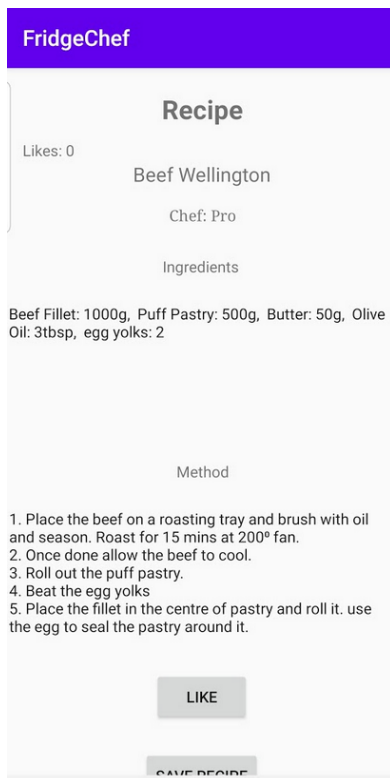 FridgeChef
Recipe
Likes: 0
Beef Wellington
Chef: Pro
Ingredients
Beef Fillet: 1000g,  Puff Pastry: 500g,  Butter: 50g,  Olive
Oil: 3tbsp,  egg yolks: 2
Method
1. Place the beef on a roasting tray and brush with oil
and season. Roast for 15 mins at 200º fan.
2. Once done allow the beef to cool.
3. Roll out the puff pastry.
4. Beat the egg yolks
5. Place the fillet in the centre of pastry and roll it. use
the egg to seal the pastry around it.
LIKE
SAVE RECIPE